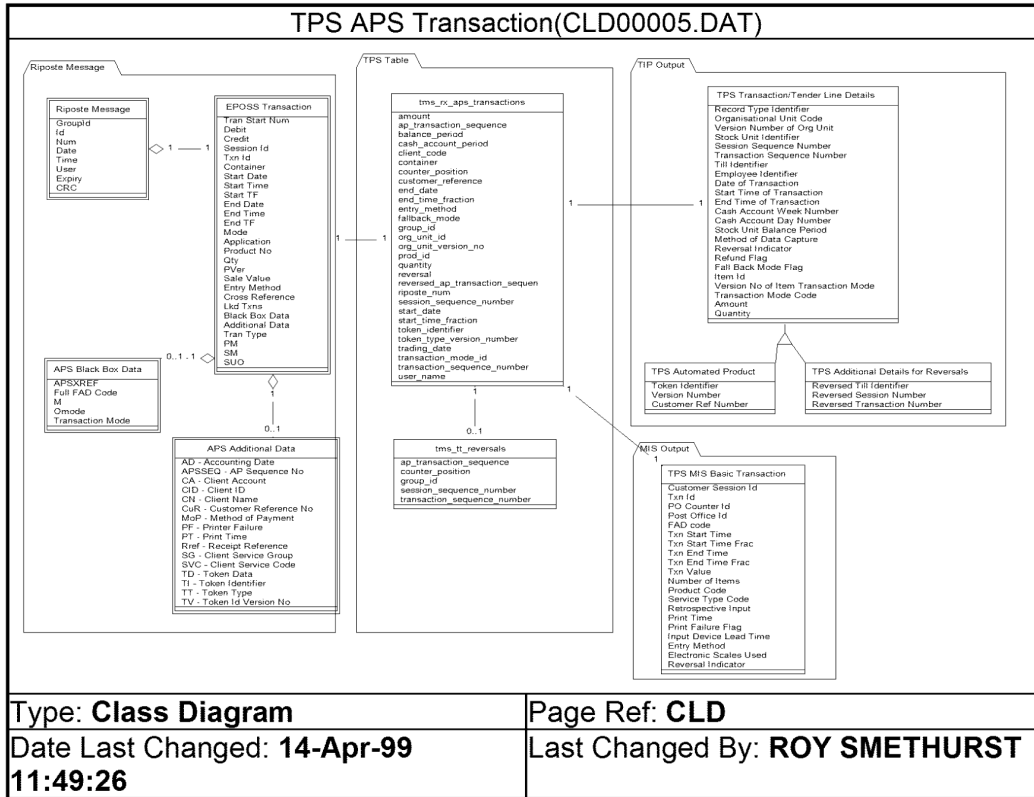 TPS APS Transaction(CLD00005.DAT)
Riposte Message
Riposte Message
GroupId
Id
Num
Date
Time
User
Expiry
CRC
1
1
EPOSS Transaction
Tran Start Num
Debit
Credit
Session Id
Txn Id
Container
Start Date
Start Time
Start TF
End Date
End Time
End TF
Mode
Application
Product No
Qty
PVer
Sale Value
Entry Method
Cross Reference
Lkd Txns
Black Box Data
Additional Data
Tran Type
PM
SM
SUO
0..1
1
APS Black Box Data
APSXREF
Full FAD Code
M
Omode
Transaction Mode
1
0..1
APS Additional Data
AD - Accounting Date
APSSEQ - AP Sequence No
CA - Client Account
CID - Client ID
CN - Client Name
CuR - Customer Reference No
MoP - Method of Payment
PF - Printer Failure
PT - Print Time
Rref - Receipt Reference
SG - Client Service Group
SVC - Client Service Code
TD - Token Data
TI - Token Identifier
TT - Token Type
TV - Token Id Version No
1
1
TPS Table
tms_rx_aps_transactions
amount
ap_transaction_sequence
balance_period
cash_account_period
client_code
container
counter_position
customer_reference
end_date
end_time_fraction
entry_method
fallback_mode
group_id
org_unit_id
org_unit_version_no
prod_id
quantity
reversal
reversed_ap_transaction_sequen
riposte_num
session_sequence_number
start_date
start_time_fraction
token_identifier
token_type_version_number
trading_date
transaction_mode_id
transaction_sequence_number
user_name
1
0..1
tms_tt_reversals
ap_transaction_sequence
counter_position
group_id
session_sequence_number
transaction_sequence_number
1
1
TIP Output
TPS Transaction/Tender Line Details
Record Type Identifier
Organisational Unit Code
Version Number of Org Unit
Stock Unit Identifier
Session Sequence Number
Transaction Sequence Number
Till Identifier
Employee Identifier
Date of Transaction
Start Time of Transaction
End Time of Transaction
Cash Account Week Number
Cash Account Day Number
Stock Unit Balance Period
Method of Data Capture
Reversal Indicator
Refund Flag
Fall Back Mode Flag
Item Id
Version No of Item Transaction Mode
Transaction Mode Code
Amount
Quantity
TPS Automated Product
Token Identifier
Version Number
Customer Ref Number
TPS Additional Details for Reversals
Reversed Till Identifier
Reversed Session Number
Reversed Transaction Number
1
1
MIS Output
TPS MIS Basic Transaction
Customer Session Id
Txn Id
PO Counter Id
Post Office Id
FAD code
Txn Start Time
Txn Start Time Frac
Txn End Time
Txn End Time Frac
Txn Value
Number of Items
Product Code
Service Type Code
Retrospective Input
Print Time
Print Failure Flag
Input Device Lead Time
Entry Method
Electronic Scales Used
Reversal Indicator
Type: Class Diagram
Page Ref: CLD
Date Last Changed: 14-Apr-99
11:49:26
Last Changed By: ROY SMETHURST